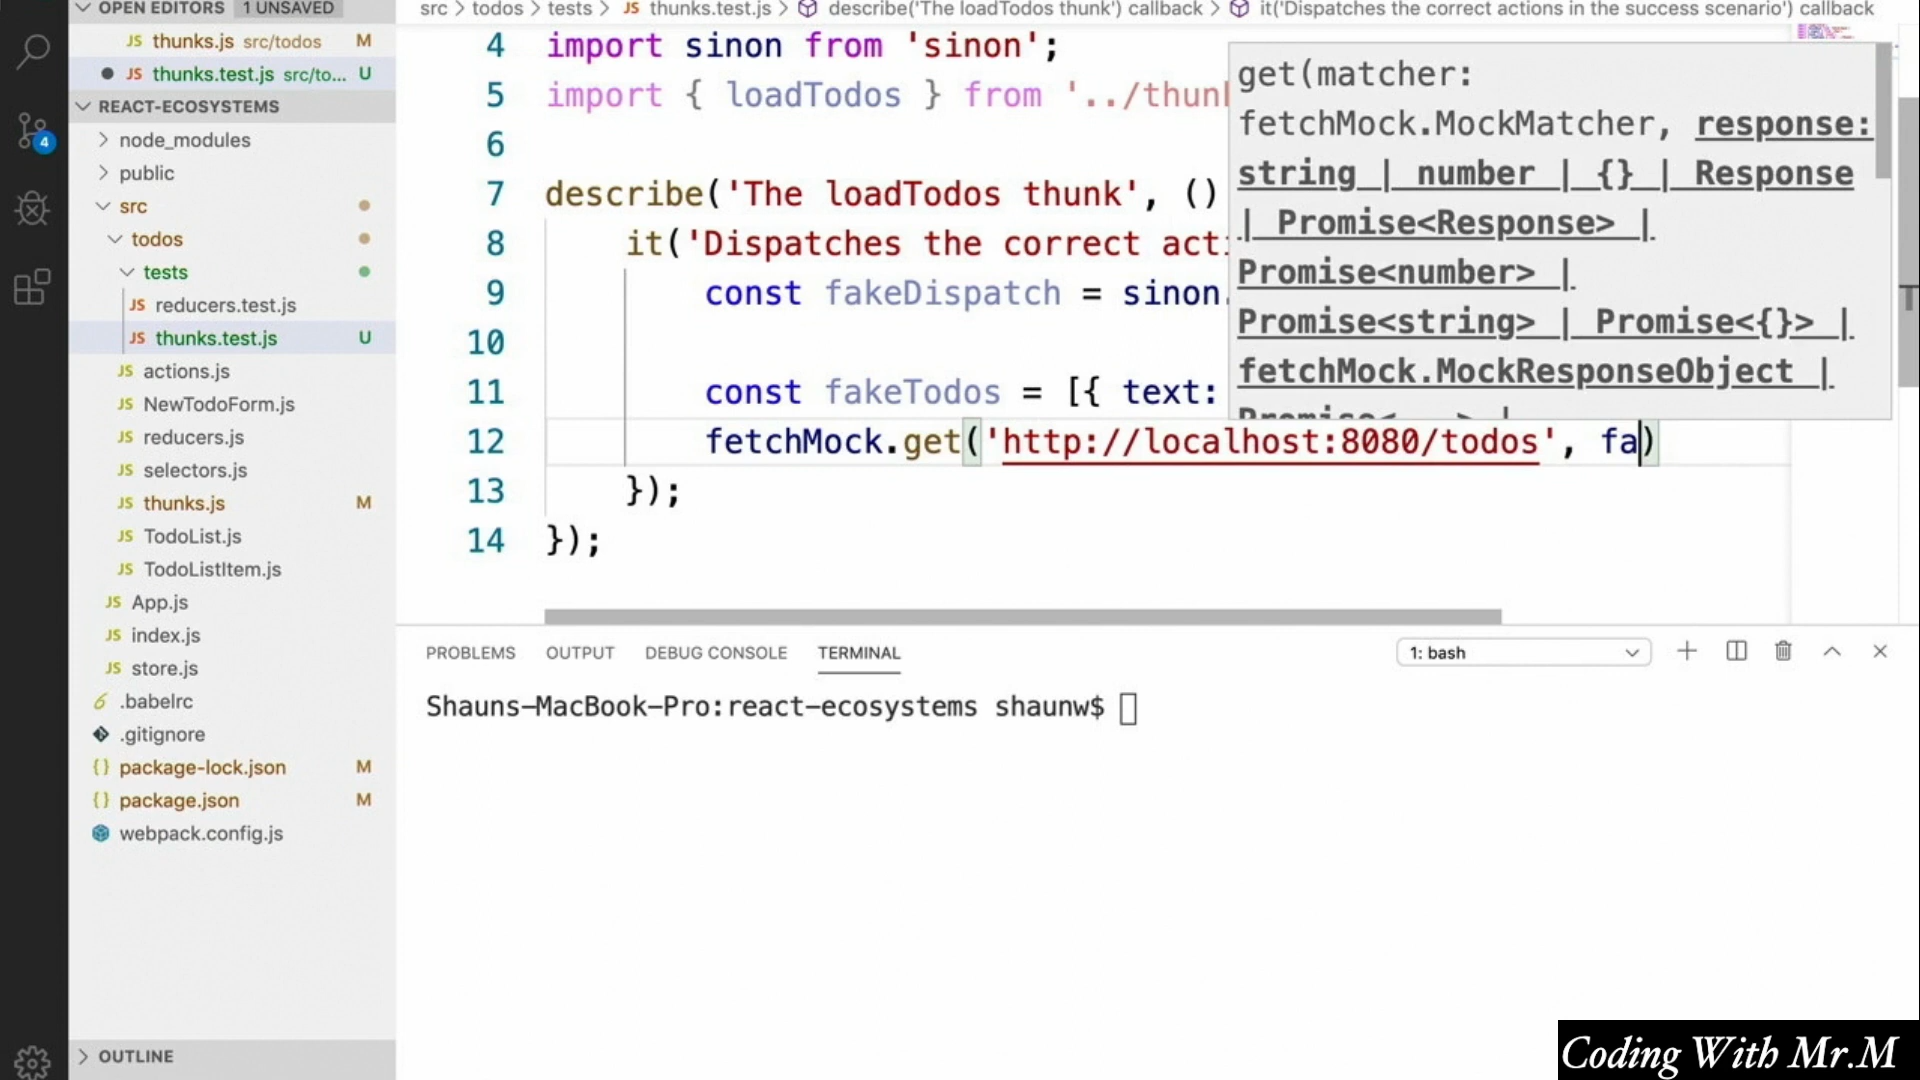 OPEN EDITORS 1 UNSAVED
JS thunks.js src/todos M
JS thunks.test.js src/to... U
REACT-ECOSYSTEMS
node_modules
public
src
todos
tests
JS reducers.test.js
JS thunks.test.js U
JS actions.js
JS NewTodoForm.js
JS reducers.js
JS selectors.js
JS thunks.js M
JS TodoList.js
JS TodoListItem.js
JS App.js
JS index.js
JS store.js
.babelrc
.gitignore
{} package-lock.json M
{} package.json M
webpack.config.js
OUTLINE
4
src > todos > tests > JS thunks.test.js > describe('The loadTodos thunk') callback > it('Dispatches the correct actions in the success scenario') callback
4 import sinon from 'sinon';
5 import { loadTodos } from '../thun
6
7 describe('The loadTodos thunk', ()
8 it('Dispatches the correct acti
9 const fakeDispatch = sinon.
10
11 const fakeTodos = [{ text:
12 fetchMock.get('http://localhost:8080/todos', fa)
13 });
14 });
get(matcher:
fetchMock.MockMatcher, response:
string | number | {} | Response
| Promise<Response> |
Promise<number> |
Promise<string> | Promise<{}> |
fetchMock.MockResponseObject |
PROBLEMS OUTPUT DEBUG CONSOLE TERMINAL 1: bash
Shauns-MacBook-Pro:react-ecosystems shaunw$
Coding With Mr.M